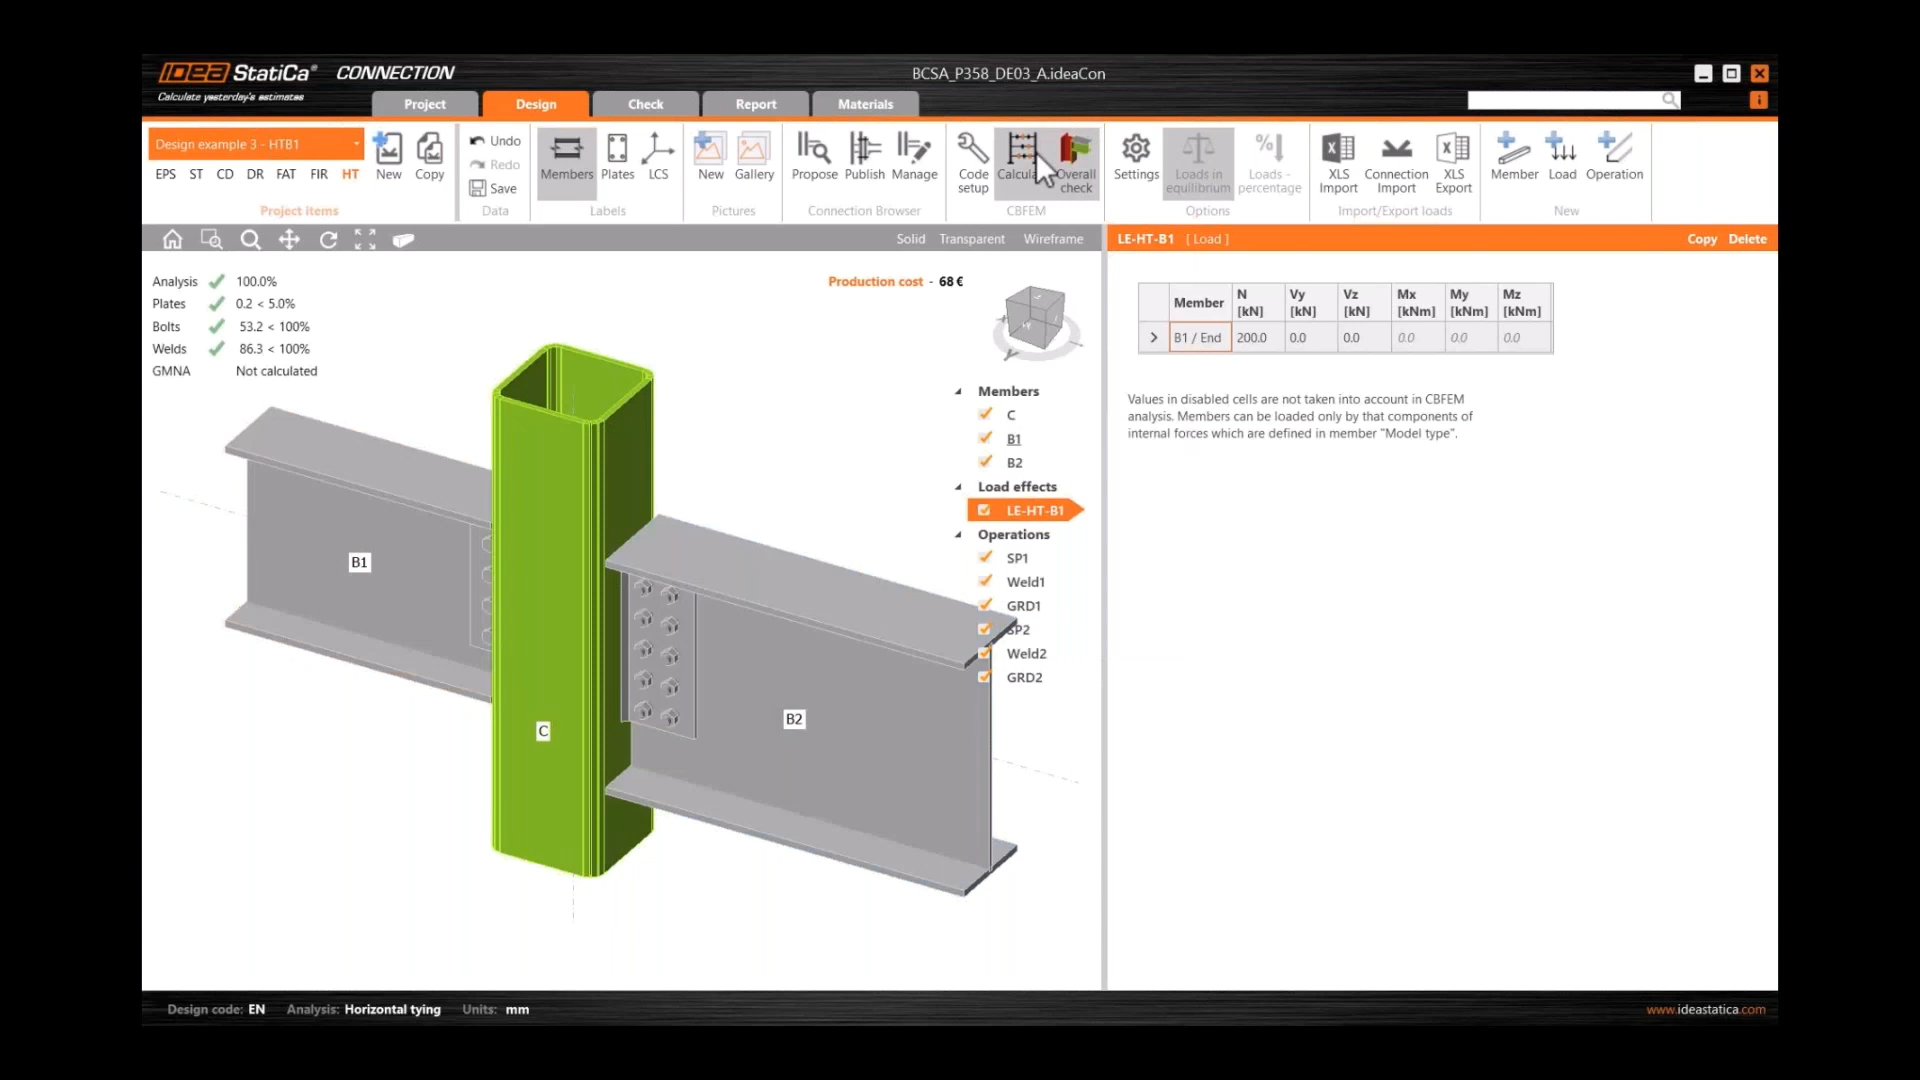 IDEA StatiCa® CONNECTION
Calculate yesterday's estimates
BCSA_P358_DE03_A.ideaCon
Project Design Check Report Materials
Design example 3 - HTB1
EPS ST CD DR FAT FIR HT
New Copy
Project items
Undo
Redo
Save
Data
Members Plates LCS
Labels
New Gallery
Pictures
Propose Publish Manage
Connection Browser
Code setup
Overall check
CBFEM
Settings
Loads in equilibrium
Loads - percentage
Options
XLS Import
Connection Import
XLS Export
Import/Export loads
Member Load Operation
New
Solid Transparent Wireframe
LE-HT-B1 [ Load ]
Copy Delete
Analysis 100.0%
Plates 0.2 < 5.0%
Bolts 53.2 < 100%
Welds 86.3 < 100%
GMNA Not calculated
Production cost - 68 €
Members
C
B1
B2
Load effects
LE-HT-B1
Operations
SP1
Weld1
GRD1
SP2
Weld2
GRD2
B1
C
B2
Member N [kN] Vy [kN] Vz [kN] Mx [kNm] My [kNm] Mz [kNm]
> B1 / End 200.0 0.0 0.0 0.0 0.0 0.0
Values in disabled cells are not taken into account in CBFEM
analysis. Members can be loaded only by that components of
internal forces which are defined in member "Model type".
Design code: EN Analysis: Horizontal tying Units: mm
www.ideastatica.com